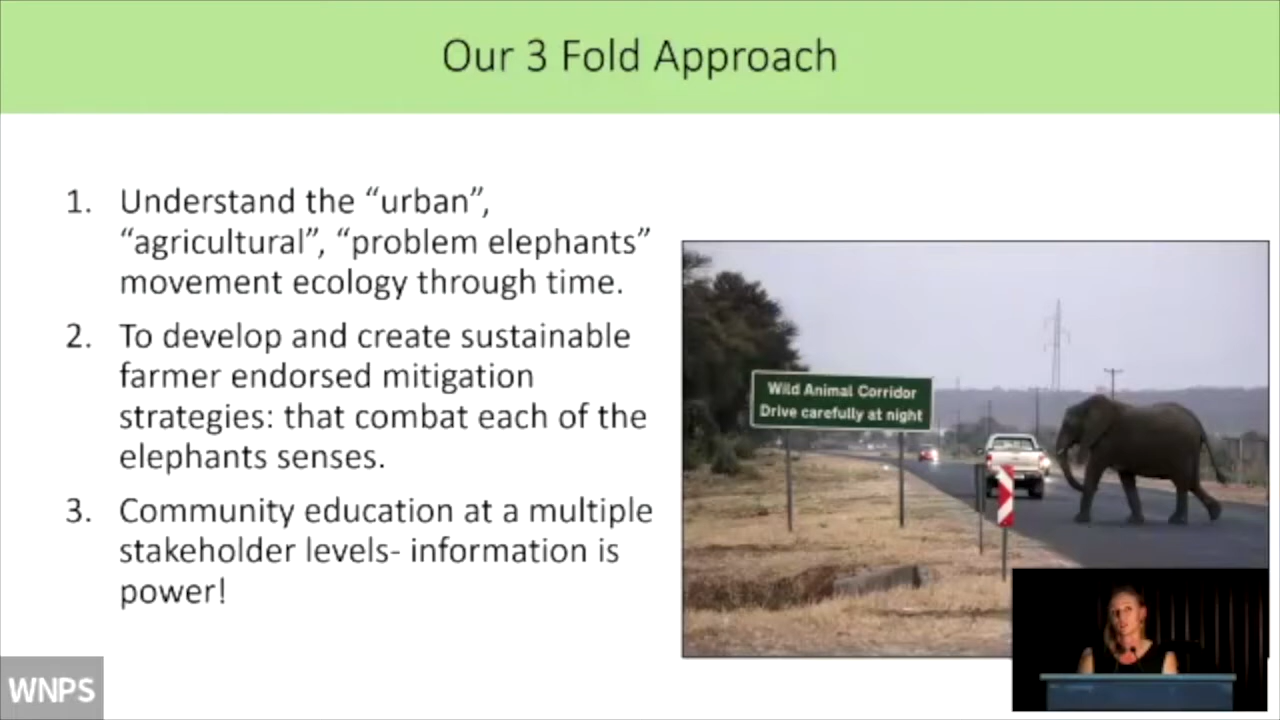 Our 3 Fold Approach
1. Understand the “urban”,
“agricultural”, “problem elephants”
movement ecology through time.
2. To develop and create sustainable
farmer endorsed mitigation
strategies: that combat each of the
elephants senses.
3. Community education at a multiple
stakeholder levels- information is
power!
Wild Animal Corridor
Drive carefully at night
WNPS